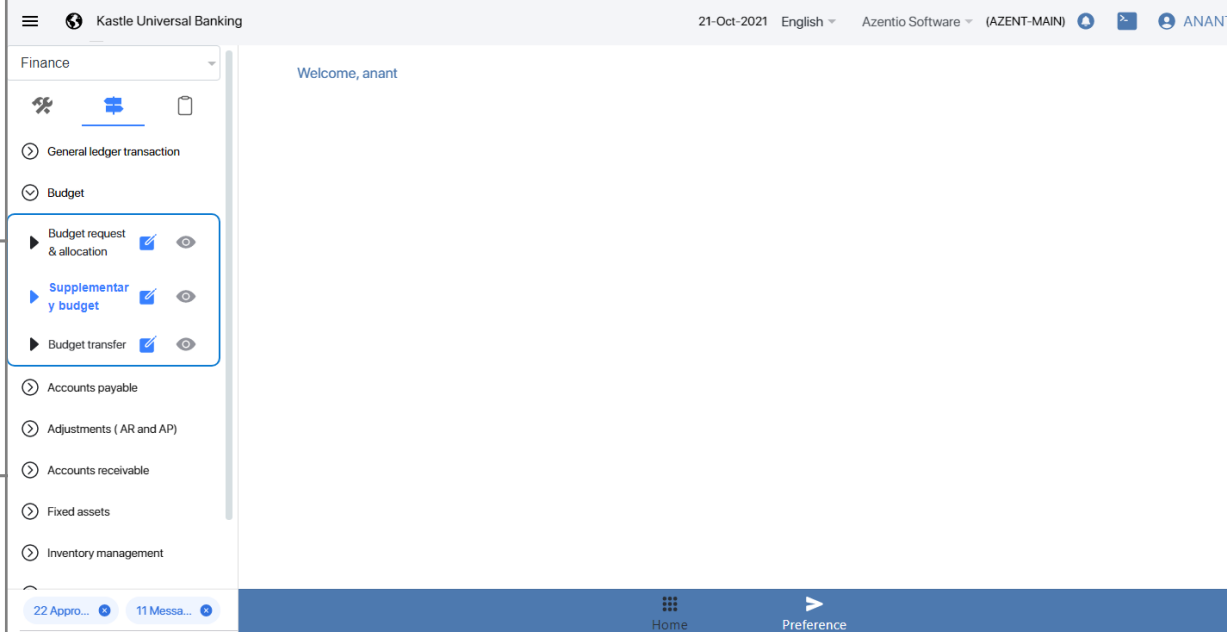 Kastle Universal Banking
21-Oct-2021 English Azentio Software (AZENT-MAIN) ANANT
Finance
Welcome, anant
General ledger transaction
Budget
Budget request
& allocation
Supplementar
y budget
Budget transfer
Accounts payable
Adjustments ( AR and AP)
Accounts receivable
Fixed assets
Inventory management
22 Appro... 11 Messa...
Home Preference